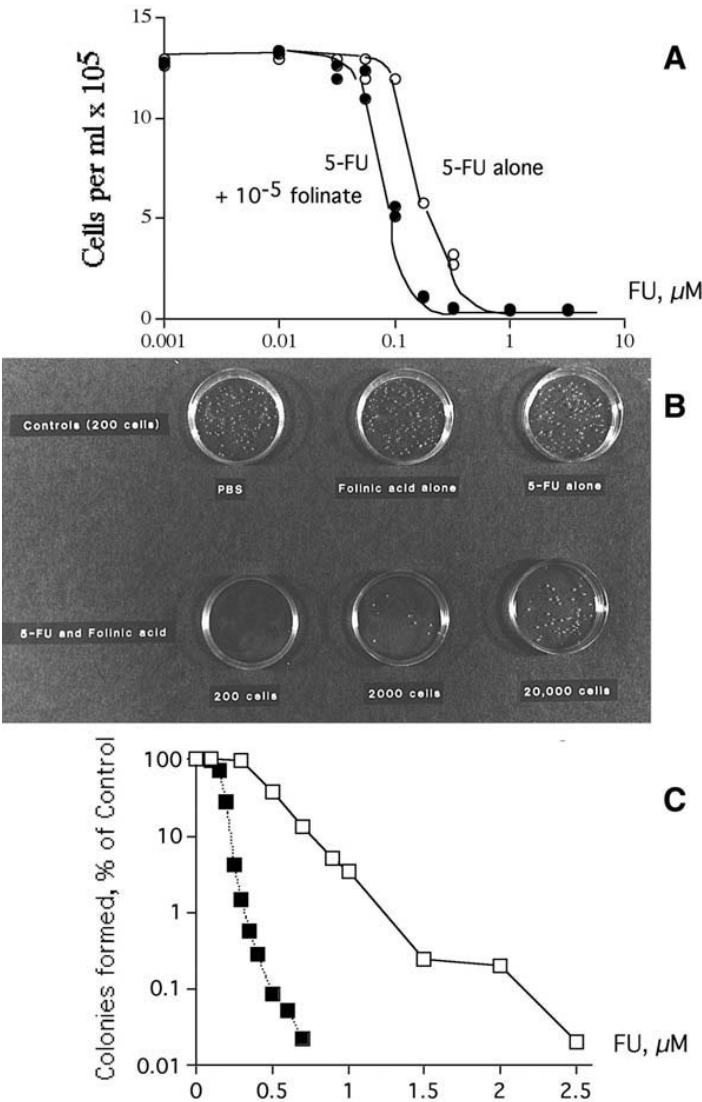 A
Cells per ml x 105
15
10
5
0
5-FU
+ 10-5 folinate
5-FU alone
FU, µM
0.001
0.01
0.1
1
10
B
Controls (200 cells)
PBS
Folinic acid alone
5-FU alone
5-FU and Folinic acid
200 cells
2000 cells
20,000 cells
C
Colonies formed, % of Control
100
10
1
0.1
0.01
FU, µM
0
0.5
1
1.5
2
2.5